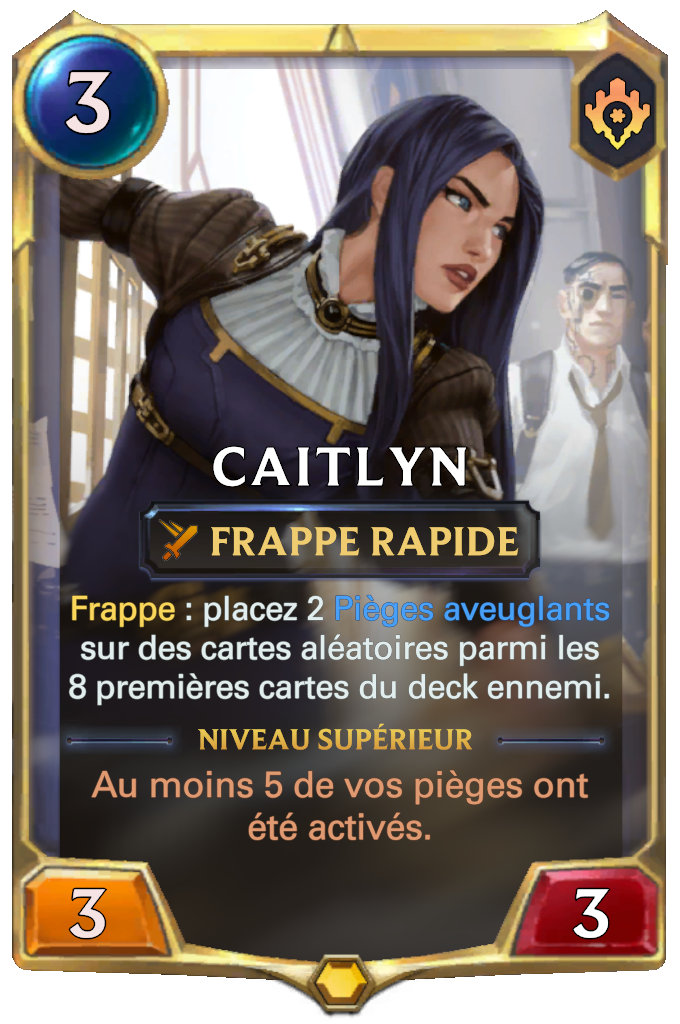 3
CAITLYN
FRAPPE RAPIDE
Frappe : placez 2 Pièges aveuglants
sur des cartes aléatoires parmi les
8 premières cartes du deck ennemi.
NIVEAU SUPÉRIEUR
Au moins 5 de vos pièges ont
été activés.
3
3